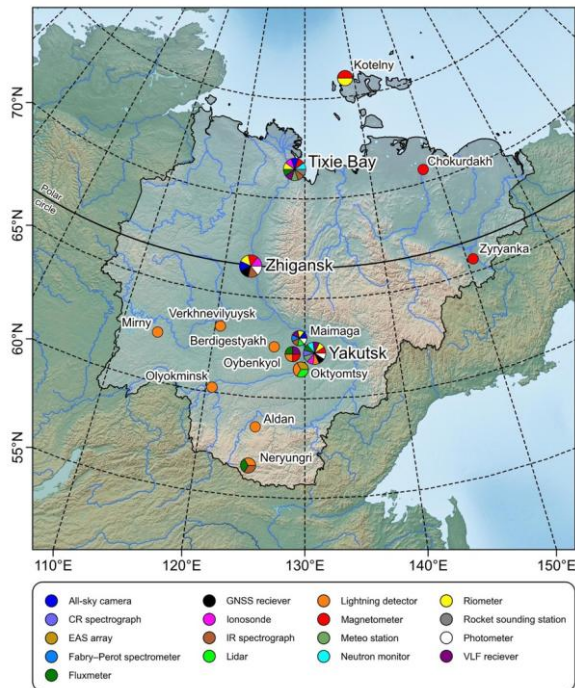 Kotelny
70°N
Tixie Bay
Chokurdakh
65°N
Polar
circle
Zhigansk
Zyryanka
Verkhnevilyuysk
Maimaga
Mirny
60°N
Berdigestyakh
Yakutsk
Oybenkyol
Oktyomtsy
Olyokminsk
Aldan
55°N
Neryungri
110°E
120°E
130°E
140°E
150°E
All-sky camera
GNSS reciever
Lightning detector
Riometer
CR spectrograph
Ionosonde
Magnetometer
Rocket sounding station
EAS array
IR spectrograph
Meteo station
Photometer
Fabry–Perot spectrometer
Lidar
Neutron monitor
VLF reciever
Fluxmeter